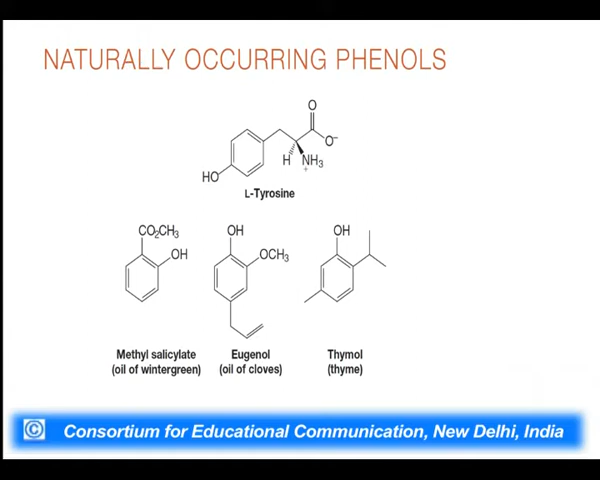 NATURALLY OCCURRING PHENOLS
O
O⁻
H NH₃
+
HO
L-Tyrosine
CO₂CH₃ OH OH
OH OCH₃
Methyl salicylate Eugenol Thymol
(oil of wintergreen) (oil of cloves) (thyme)
© Consortium for Educational Communication, New Delhi, India